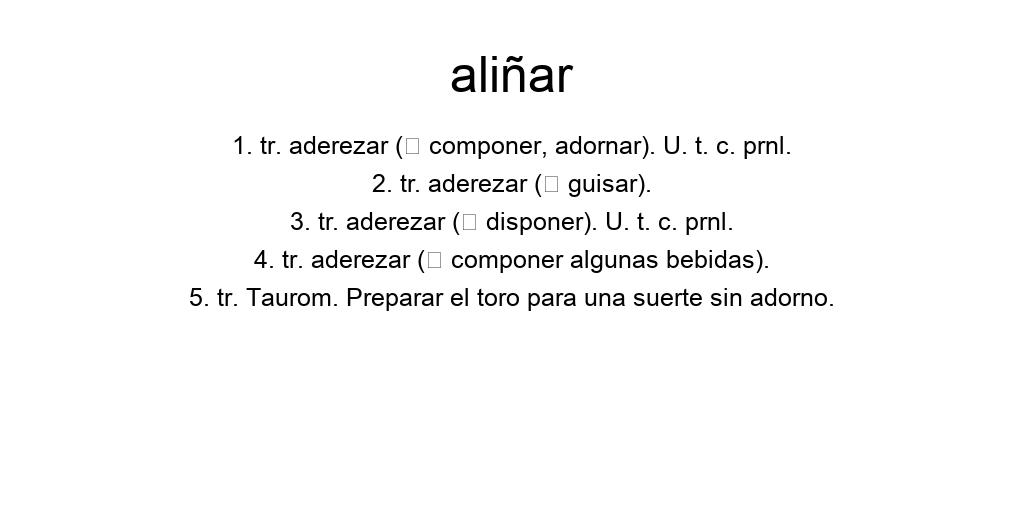 aliñar
1. tr. aderezar (□ componer, adornar). U. t. c. prnl.
2. tr. aderezar (□ guisar).
3. tr. aderezar (□ disponer). U. t. c. prnl.
4. tr. aderezar (□ componer algunas bebidas).
5. tr. Taurom. Preparar el toro para una suerte sin adorno.